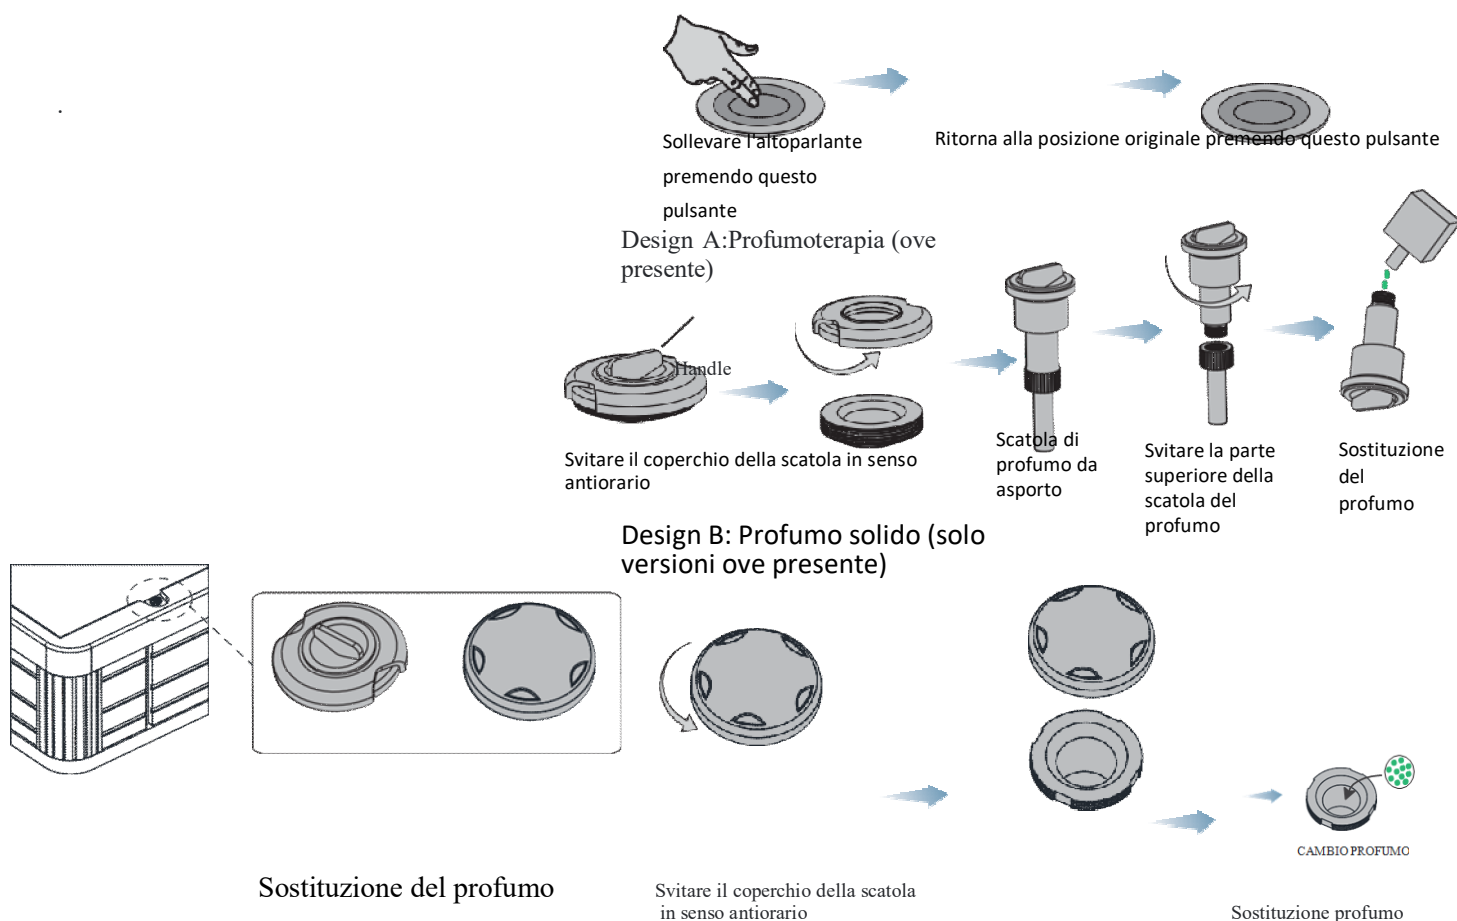 Sollevare l'altoparlante
premendo questo
pulsante
Ritorna alla posizione originale premendo questo pulsante
Design A:Profumoterapia (ove
presente)
Handle
Svitare il coperchio della scatola in senso
antiorario
Scatola di
profumo da
asporto
Svitare la parte
superiore della
scatola del
profumo
Sostituzione
del
profumo
Design B: Profumo solido (solo
versioni ove presente)
CAMBIO PROFUMO
Sostituzione del profumo
Svitare il coperchio della scatola
in senso antiorario
Sostituzione profumo